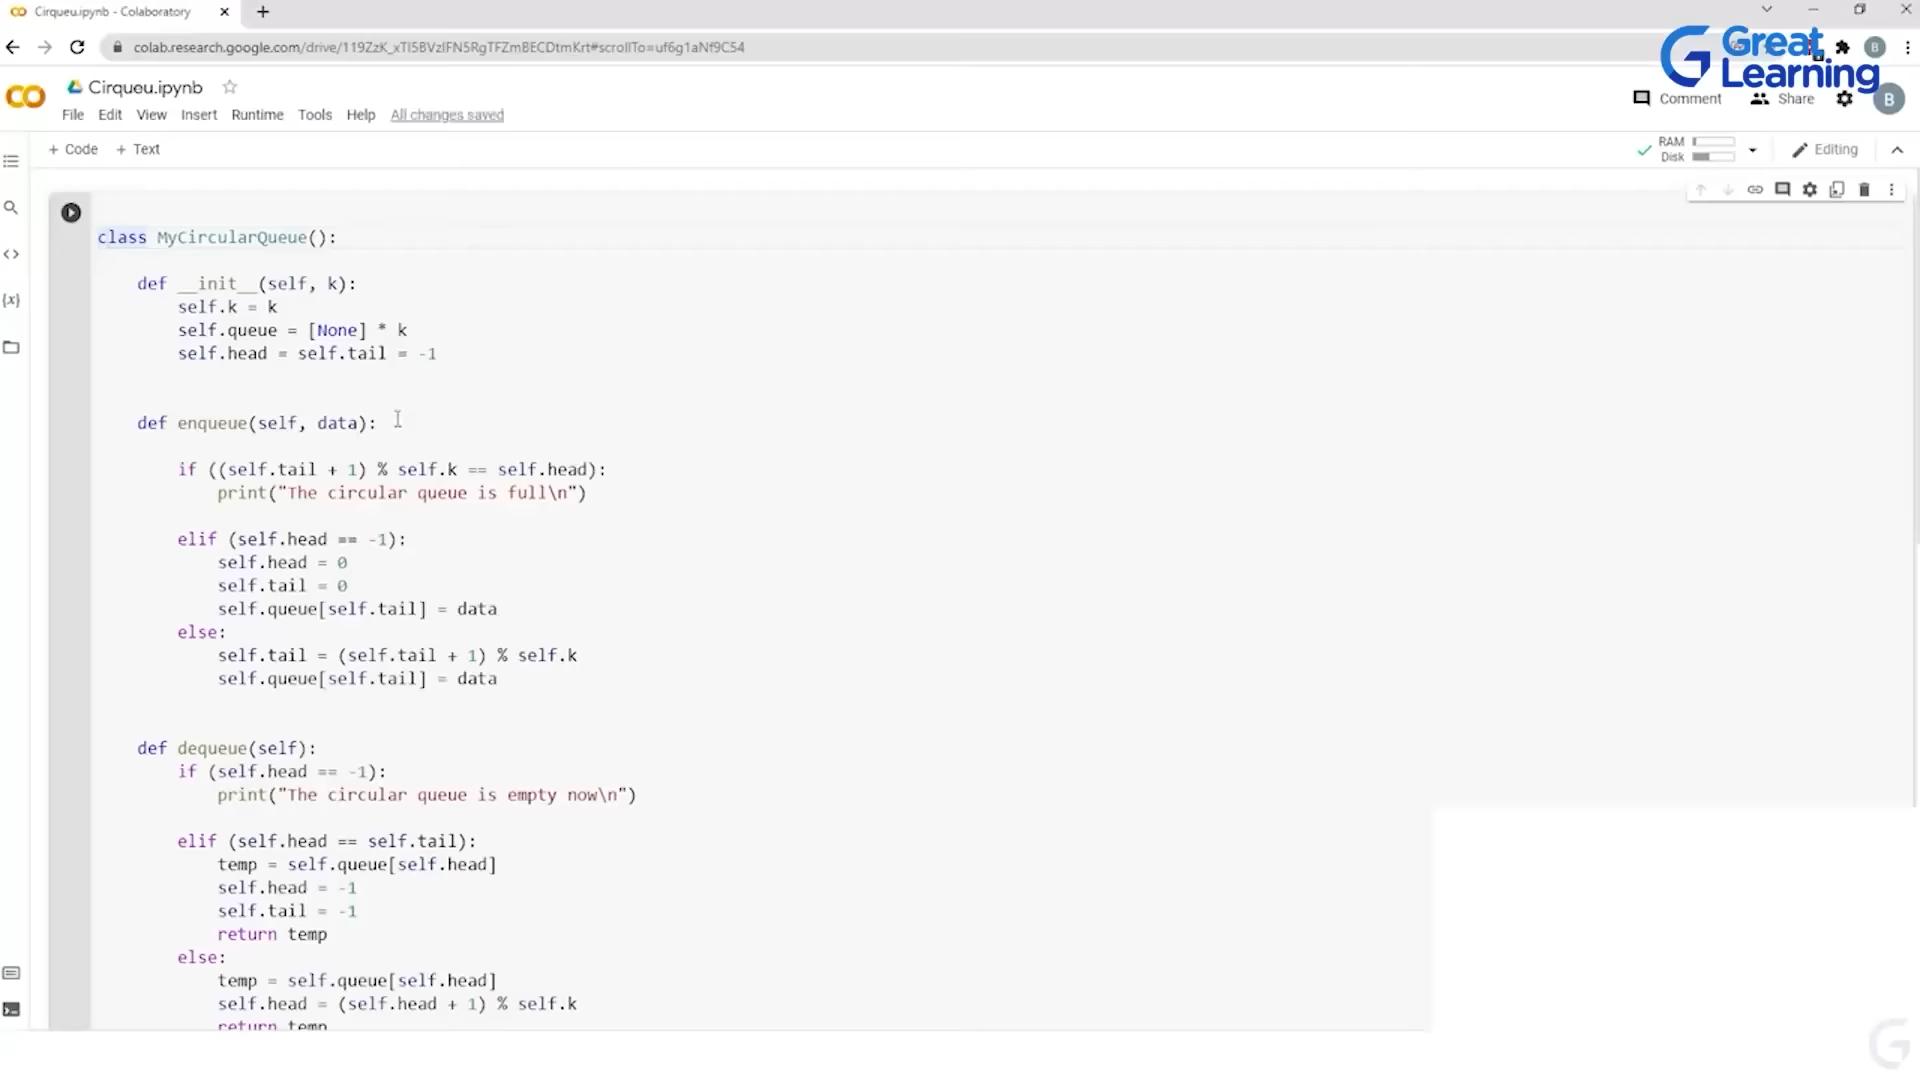 Cirqueu.ipynb - Colaboratory
colab.research.google.com/drive/119ZzK_xTI5BVzIFN5RgTFZmBECDtmKrt#scrollTo=uf6g1aNf9C54
B
Great
Learning
Cirqueu.ipynb
Comment
Share
B
File Edit View Insert Runtime Tools Help All changes saved
+ Code + Text
RAM
Disk
Editing
class MyCircularQueue():
def __init__(self, k):
self.k = k
self.queue = [None] * k
self.head = self.tail = -1
def enqueue(self, data):
if ((self.tail + 1) % self.k == self.head):
print("The circular queue is full\n")
elif (self.head == -1):
self.head = 0
self.tail = 0
self.queue[self.tail] = data
else:
self.tail = (self.tail + 1) % self.k
self.queue[self.tail] = data
def dequeue(self):
if (self.head == -1):
print("The circular queue is empty now\n")
elif (self.head == self.tail):
temp = self.queue[self.head]
self.head = -1
self.tail = -1
return temp
else:
temp = self.queue[self.head]
self.head = (self.head + 1) % self.k
return temp